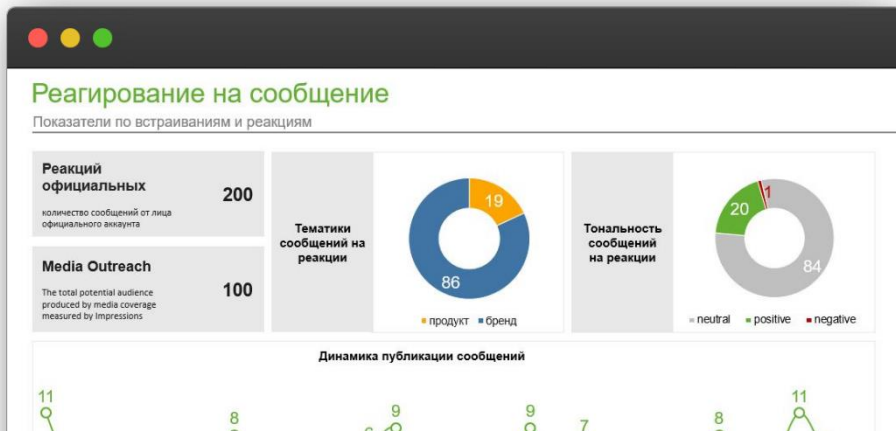 Реагирование на сообщение
Показатели по встраиваниям и реакциям
Реакций
официальных
200
количество сообщений от лица
официального аккаунта
Media Outreach
100
The total potential audience
produced by media coverage
measured by Impressions
Тематики
сообщений на
реакции
19
86
продукт бренд
Тональность
сообщений
на реакции
1
20
84
neutral positive negative
Динамика публикации сообщений
11
8
9
9
7
8
11